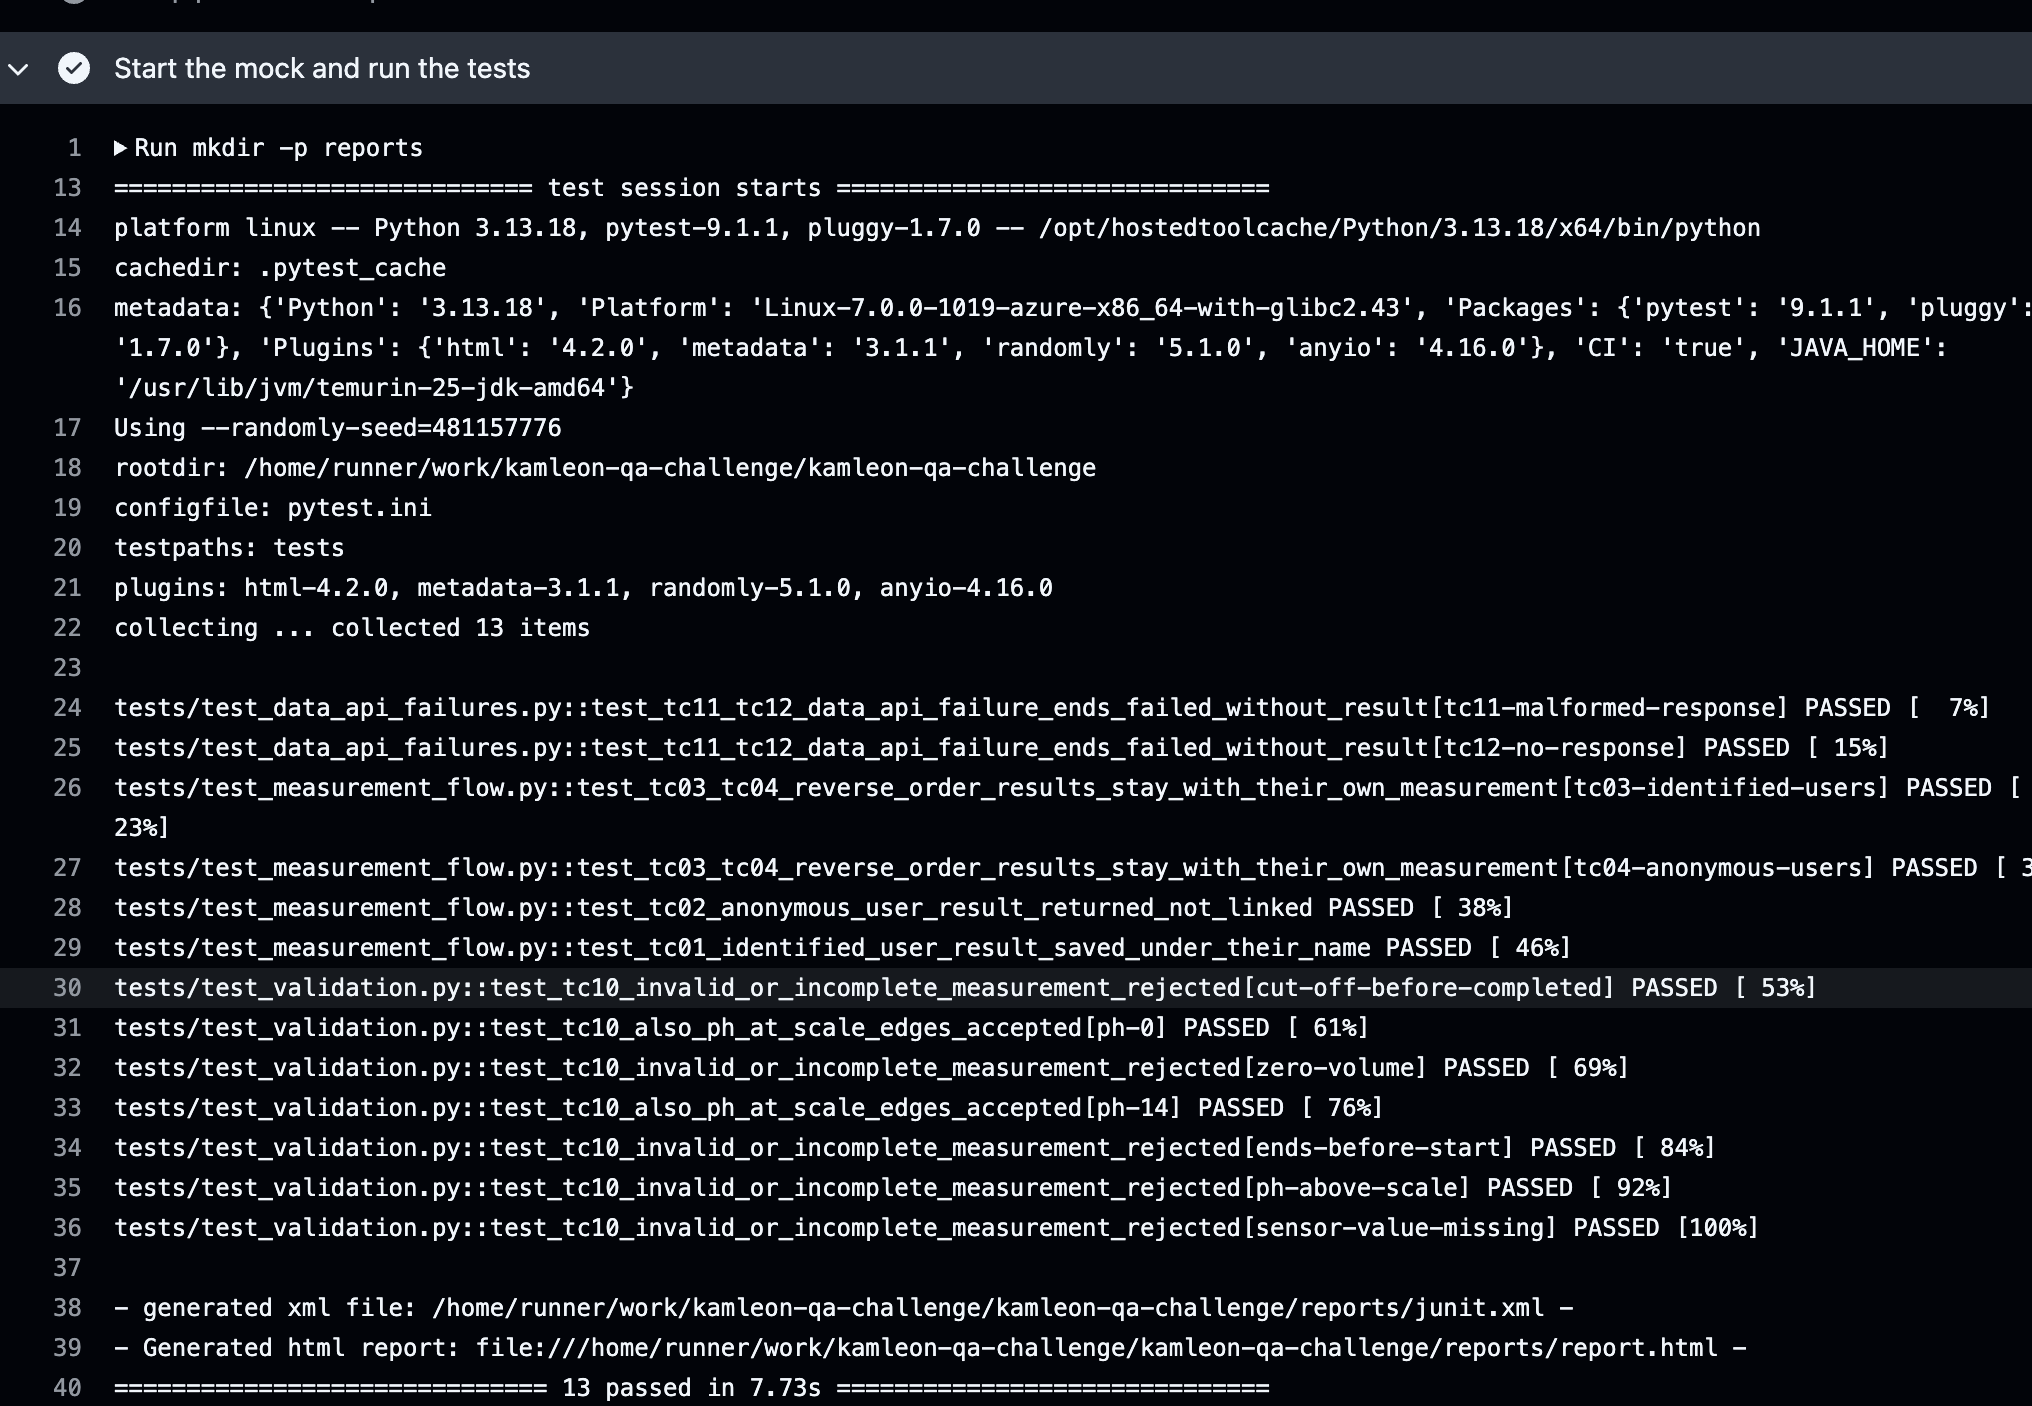 Start the mock and run the tests
1 Run mkdir -p reports
13 ============================= test session starts ==============================
14 platform linux -- Python 3.13.18, pytest-9.1.1, pluggy-1.7.0 -- /opt/hostedtoolcache/Python/3.13.18/x64/bin/python
15 cachedir: .pytest_cache
16 metadata: {'Python': '3.13.18', 'Platform': 'Linux-7.0.0-1019-azure-x86_64-with-glibc2.43', 'Packages': {'pytest': '9.1.1', 'pluggy':
'1.7.0'}, 'Plugins': {'html': '4.2.0', 'metadata': '3.1.1', 'randomly': '5.1.0', 'anyio': '4.16.0'}, 'CI': 'true', 'JAVA_HOME':
'/usr/lib/jvm/temurin-25-jdk-amd64'}
17 Using --randomly-seed=481157776
18 rootdir: /home/runner/work/kamleon-qa-challenge/kamleon-qa-challenge
19 configfile: pytest.ini
20 testpaths: tests
21 plugins: html-4.2.0, metadata-3.1.1, randomly-5.1.0, anyio-4.16.0
22 collecting ... collected 13 items
23
24 tests/test_data_api_failures.py::test_tc11_tc12_data_api_failure_ends_failed_without_result[tc11-malformed-response] PASSED [  7%]
25 tests/test_data_api_failures.py::test_tc11_tc12_data_api_failure_ends_failed_without_result[tc12-no-response] PASSED [ 15%]
26 tests/test_measurement_flow.py::test_tc03_tc04_reverse_order_results_stay_with_their_own_measurement[tc03-identified-users] PASSED [
23%]
27 tests/test_measurement_flow.py::test_tc03_tc04_reverse_order_results_stay_with_their_own_measurement[tc04-anonymous-users] PASSED [ 3
28 tests/test_measurement_flow.py::test_tc02_anonymous_user_result_returned_not_linked PASSED [ 38%]
29 tests/test_measurement_flow.py::test_tc01_identified_user_result_saved_under_their_name PASSED [ 46%]
30 tests/test_validation.py::test_tc10_invalid_or_incomplete_measurement_rejected[cut-off-before-completed] PASSED [ 53%]
31 tests/test_validation.py::test_tc10_also_ph_at_scale_edges_accepted[ph-0] PASSED [ 61%]
32 tests/test_validation.py::test_tc10_invalid_or_incomplete_measurement_rejected[zero-volume] PASSED [ 69%]
33 tests/test_validation.py::test_tc10_also_ph_at_scale_edges_accepted[ph-14] PASSED [ 76%]
34 tests/test_validation.py::test_tc10_invalid_or_incomplete_measurement_rejected[ends-before-start] PASSED [ 84%]
35 tests/test_validation.py::test_tc10_invalid_or_incomplete_measurement_rejected[ph-above-scale] PASSED [ 92%]
36 tests/test_validation.py::test_tc10_invalid_or_incomplete_measurement_rejected[sensor-value-missing] PASSED [100%]
37
38 - generated xml file: /home/runner/work/kamleon-qa-challenge/kamleon-qa-challenge/reports/junit.xml -
39 - Generated html report: file:///home/runner/work/kamleon-qa-challenge/kamleon-qa-challenge/reports/report.html -
40 ============================== 13 passed in 7.73s ==============================